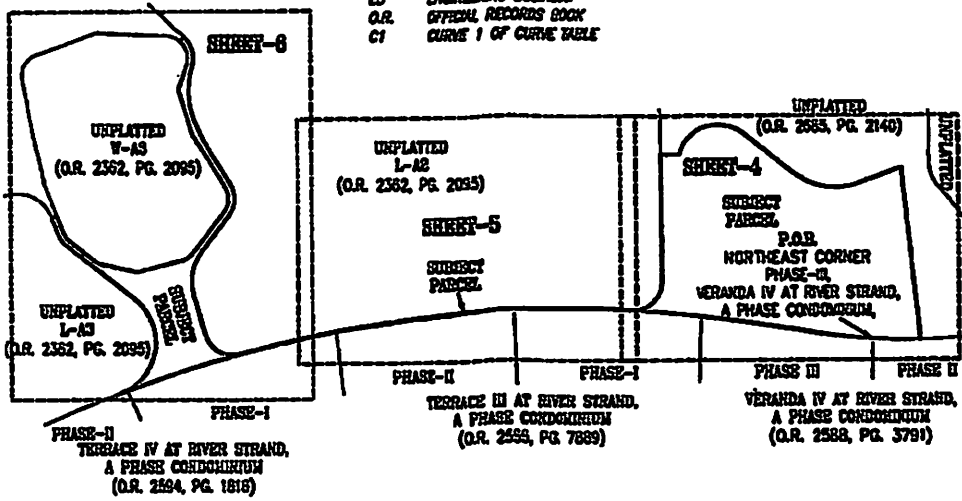 O.R. OFFICIAL RECORDS BOOK
C1 CURVE 1 OF CURVE TABLE
SHEET-6
UNPLATTED
W-A3
(O.R. 2362, PG. 2095)
UNPLATTED
L-A3
(O.R. 2362, PG. 2095)
SUBJECT
PARCEL
UNPLATTED
L-A2
(O.R. 2362, PG. 2095)
SHEET-5
SUBJECT
PARCEL
UNPLATTED
(O.R. 2565, PG. 2140)
UNPLATTED
SHEET-4
SUBJECT
PARCEL
P.O.B.
NORTHEAST CORNER
PHASE-III,
VERANDA IV AT RIVER STRAND,
A PHASE CONDOMINIUM,
PHASE-II
PHASE-I
PHASE III
PHASE II
PHASE-I
PHASE-II
TERRACE IV AT RIVER STRAND,
A PHASE CONDOMINIUM
(O.R. 2594, PG. 1816)
TERRACE III AT RIVER STRAND,
A PHASE CONDOMINIUM
(O.R. 2566, PG. 7889)
VERANDA IV AT RIVER STRAND,
A PHASE CONDOMINIUM
(O.R. 2588, PG. 3791)